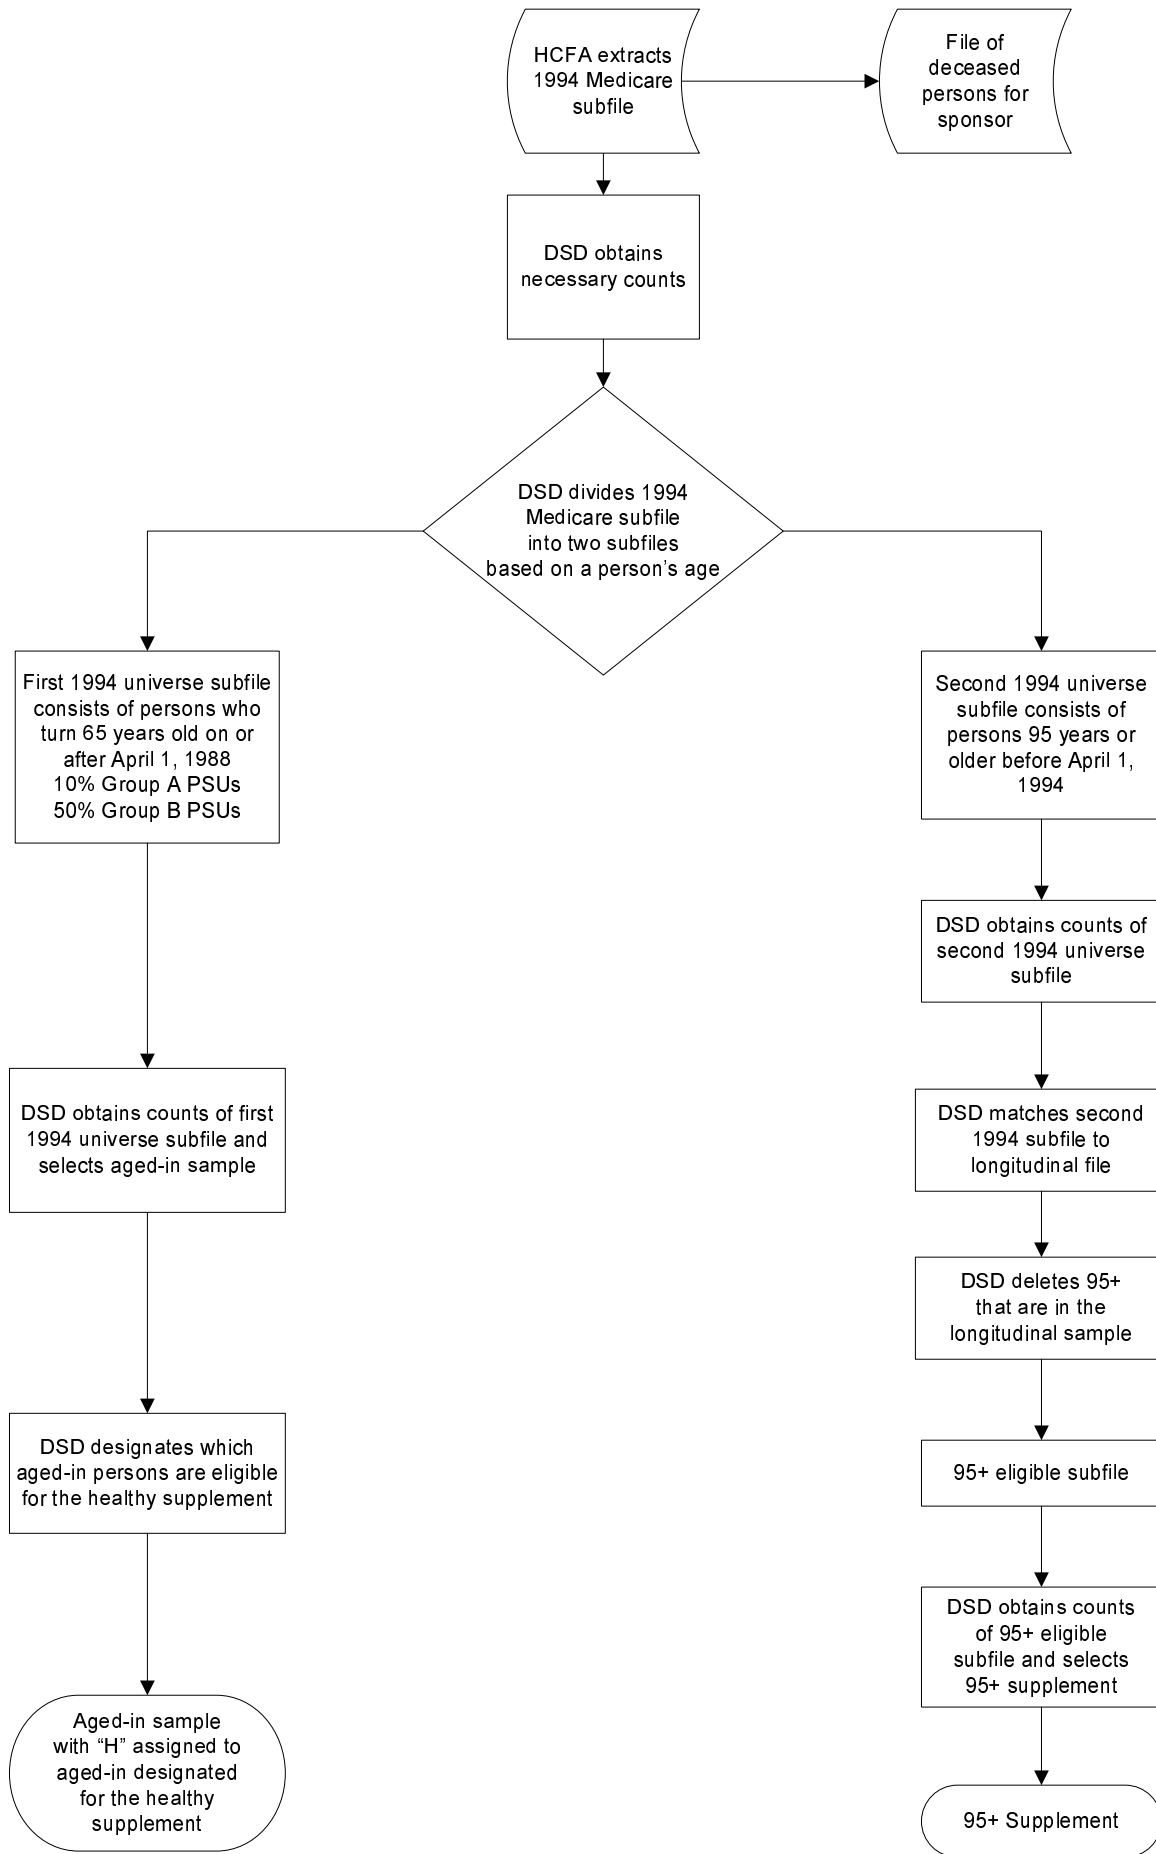 HCFA extracts
1994 Medicare
subfile
File of
deceased
persons for
sponsor
DSD obtains
necessary counts
DSD divides 1994
Medicare subfile
into two subfiles
based on a person's age
First 1994 universe subfile
consists of persons who
turn 65 years old on or
after April 1, 1988
10% Group A PSUs
50% Group B PSUs
DSD obtains counts of first
1994 universe subfile and
selects aged-in sample
DSD designates which
aged-in persons are eligible
for the healthy supplement
Aged-in sample
with “H” assigned to
aged-in designated
for the healthy
supplement
Second 1994 universe
subfile consists of
persons 95 years or
older before April 1,
1994
DSD obtains counts of
second 1994 universe
subfile
DSD matches second
1994 subfile to
longitudinal file
DSD deletes 95+
that are in the
longitudinal sample
95+ eligible subfile
DSD obtains counts
of 95+ eligible
subfile and selects
95+ supplement
95+ Supplement